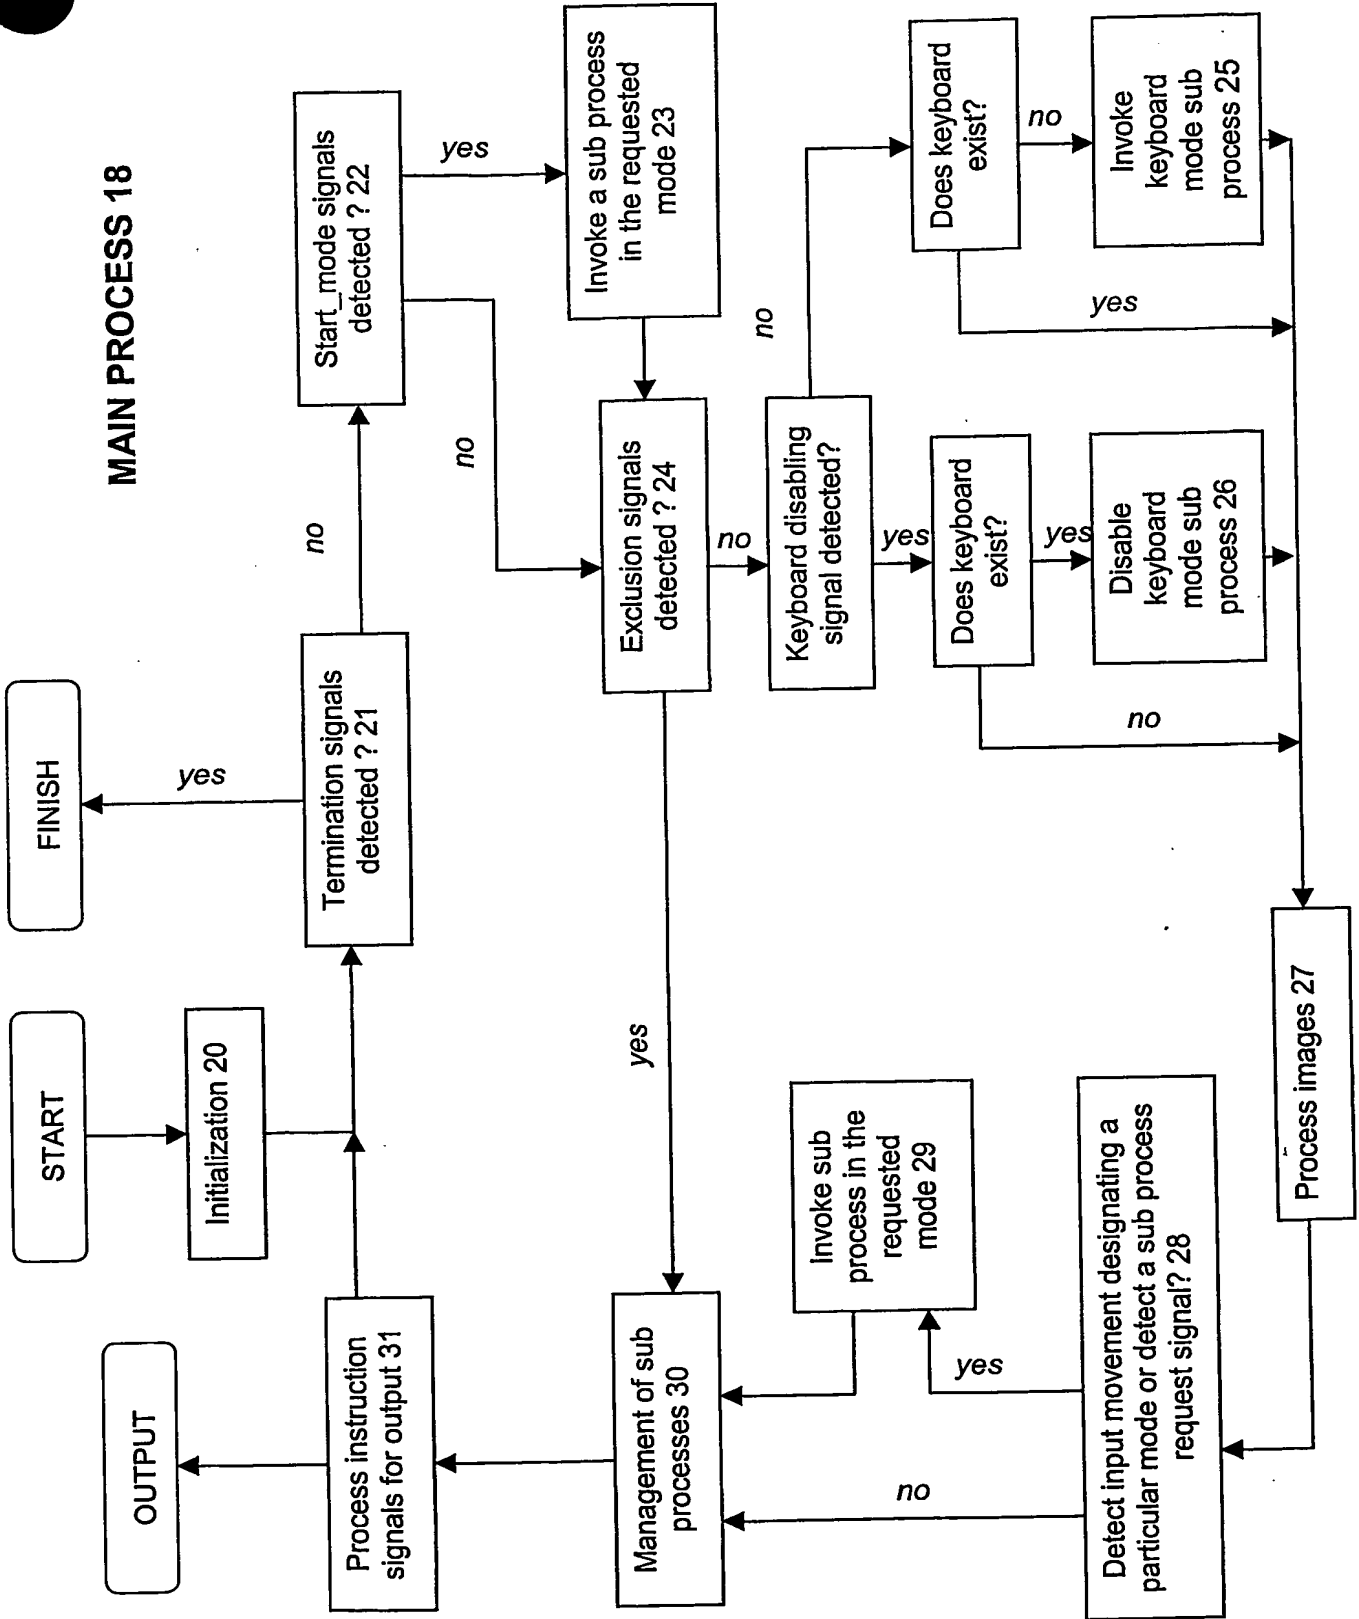 MAIN PROCESS 18
START
Initialization 20
FINISH
yes
Termination signals
detected ? 21
no
Start_mode signals
detected ? 22
yes
Invoke a sub process
in the requested
mode 23
no
Exclusion signals
detected ? 24
yes
no
Keyboard disabling
signal detected?
no
yes
Does keyboard
exist?
no
yes
Invoke
keyboard
mode sub
process 25
Does keyboard
exist?
yes
no
Disable
keyboard
mode sub
process 26
Process images 27
Detect input movement designating a
particular mode or detect a sub process
request signal? 28
yes
no
Invoke sub
process in the
requested
mode 29
Management of sub
processes 30
Process instruction
signals for output 31
OUTPUT